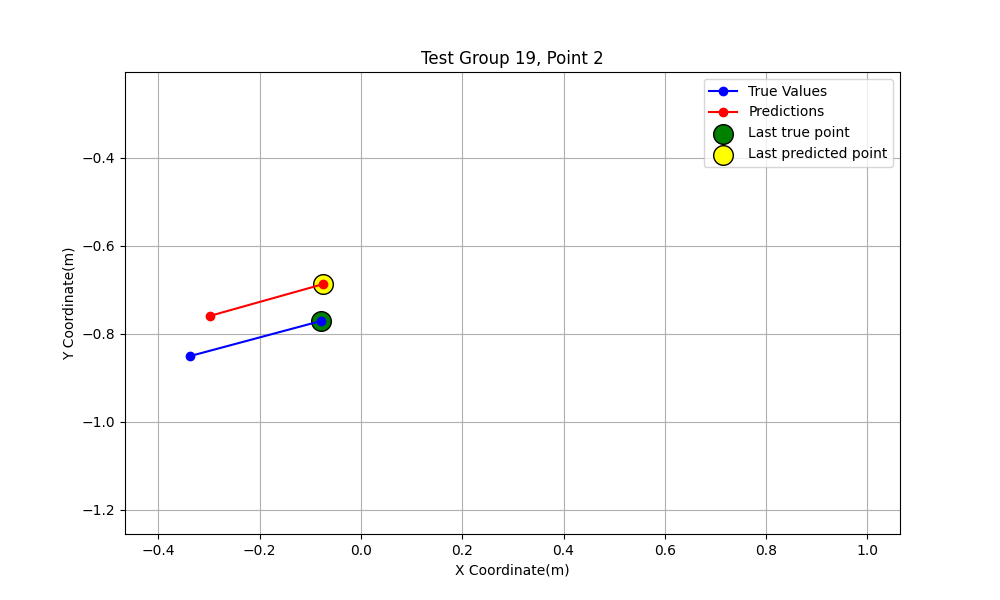 Test Group 19, Point 2
True Values
Predictions
Last true point
Last predicted point
−0.4
−0.6
−0.8
−1.0
−1.2
Y Coordinate(m)
−0.4 −0.2 0.0 0.2 0.4 0.6 0.8 1.0
X Coordinate(m)